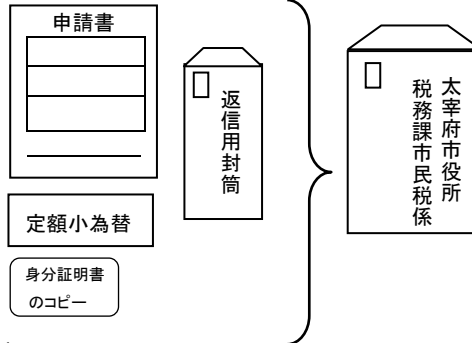 申請書
返信用封筒
定額小為替
身分証明書
のコピー
太宰府市役所
税務課市民税係